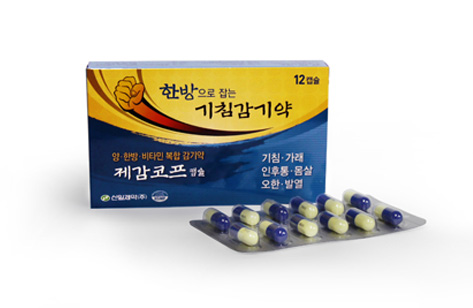 12캡슐
한방으로 잡는
기침감기약
양·한방·비타민 복합 감기약
제감코프캡슐
기침·가래
인후통·몸살
오한·발열
신일제약(주)